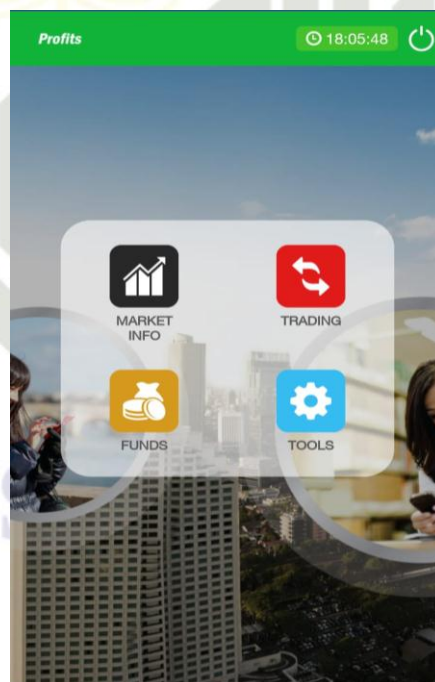 Profits
18:05:48
MARKET
INFO
TRADING
FUNDS
TOOLS